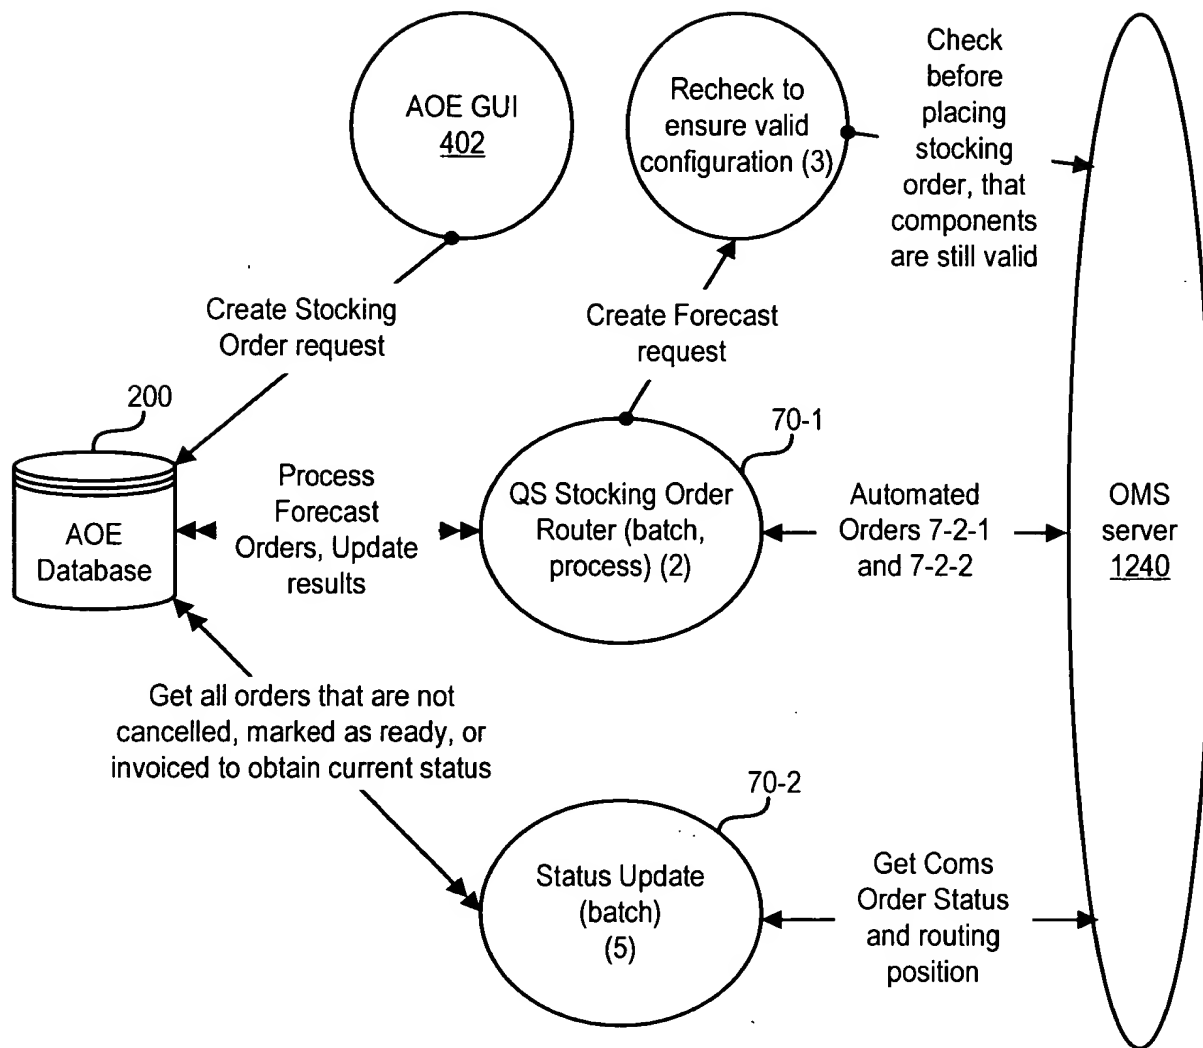 AOE GUI
402
Recheck to
ensure valid
configuration (3)
Check
before
placing
stocking
order, that
components
are still valid
Create Stocking
Order request
Create Forecast
request
200
70-1
AOE
Database
Process
Forecast
Orders, Update
results
QS Stocking Order
Router (batch,
process) (2)
Automated
Orders 7-2-1
and 7-2-2
OMS
server
1240
Get all orders that are not
cancelled, marked as ready, or
invoiced to obtain current status
70-2
Status Update
(batch)
(5)
Get Coms
Order Status
and routing
position